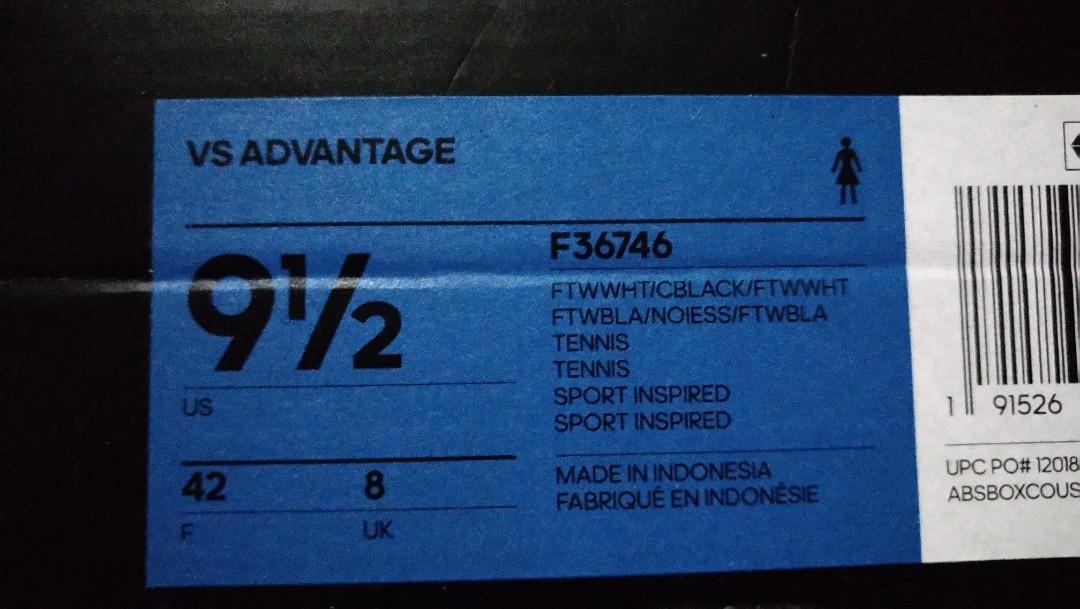 VS ADVANTAGE
9½
US
42 8
F UK
F36746
FTWWHT/CBLACK/FTWWHT
FTWBLA/NOIESS/FTWBLA
TENNIS
TENNIS
SPORT INSPIRED
SPORT INSPIRED
MADE IN INDONESIA
FABRIQUÉ EN INDONÉSIE
1 91526
UPC PO# 12018
ABSBOXCOUS